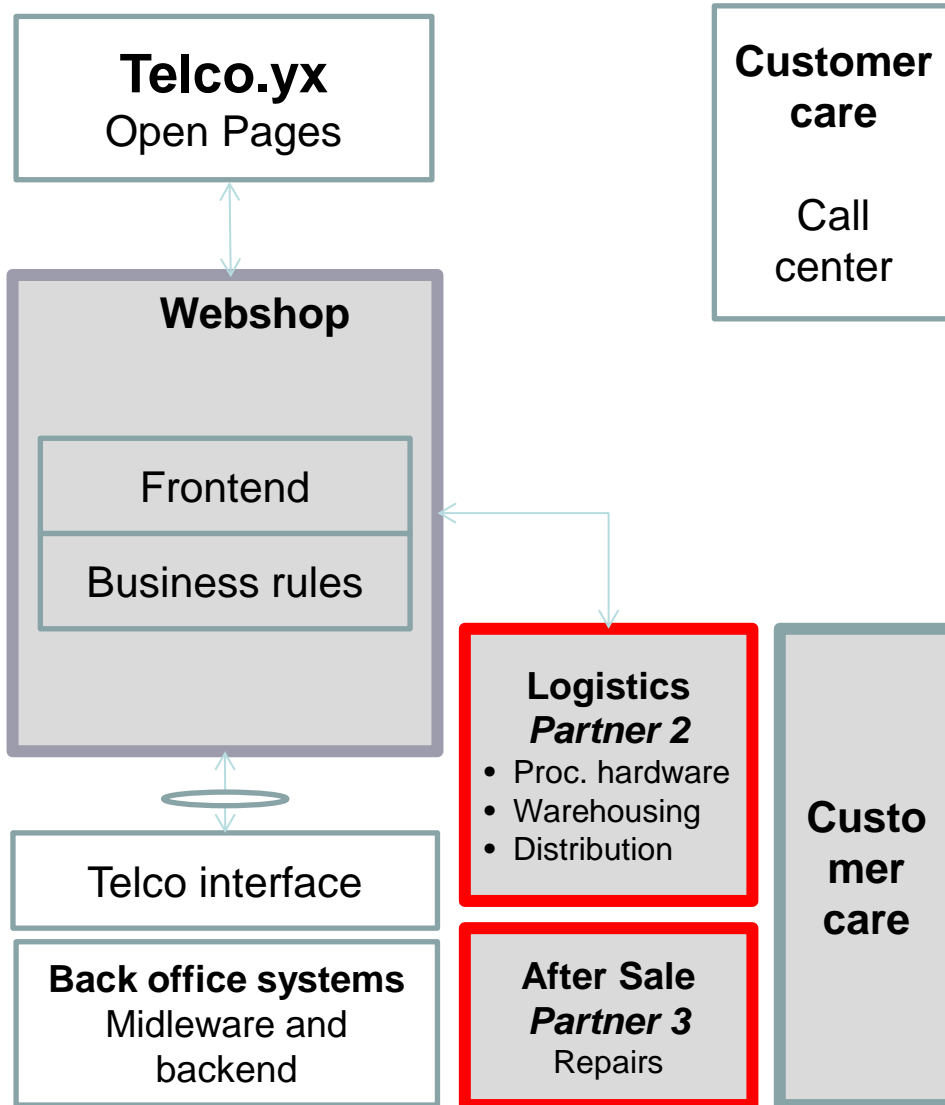 Telco.yx
Open Pages
Customer
care
Call
center
Webshop
Frontend
Business rules
Logistics
Partner 2
• Proc. hardware
• Warehousing
• Distribution
Custo
mer
care
Telco interface
Back office systems
Midleware and
backend
After Sale
Partner 3
Repairs